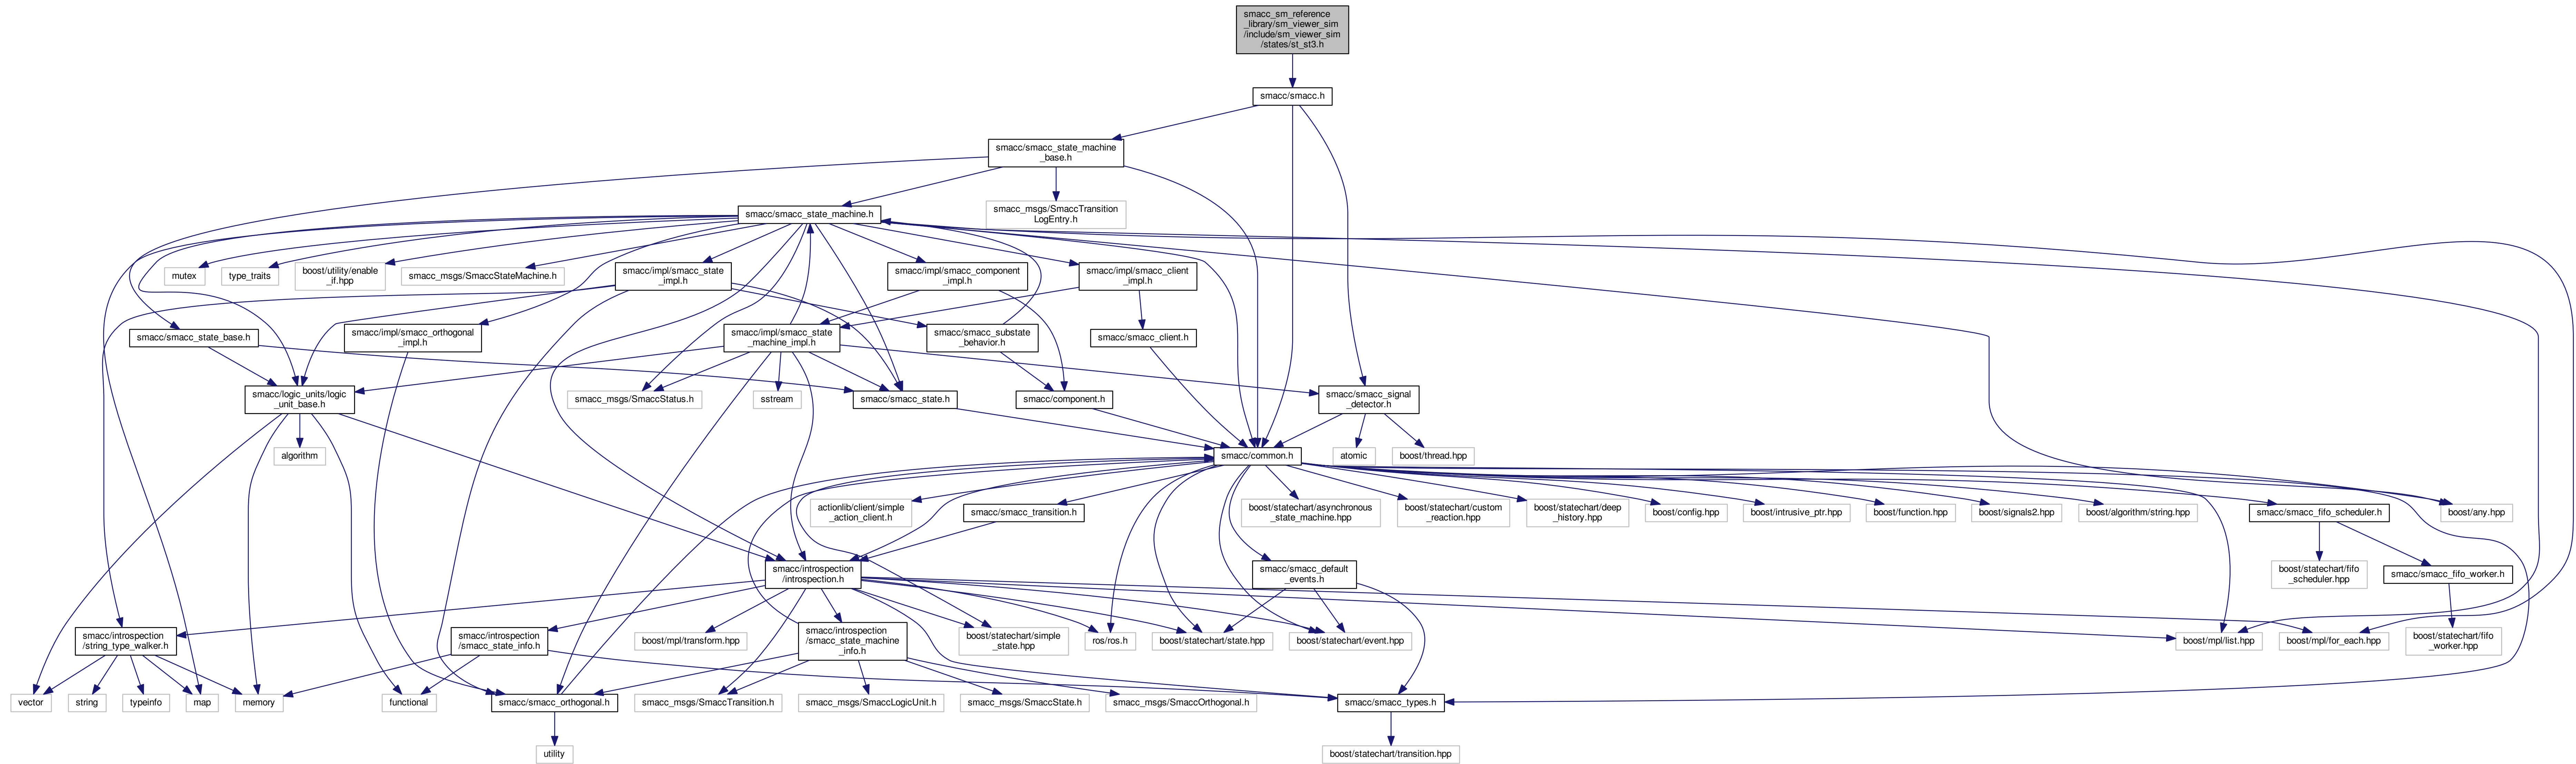 smacc_sm_reference
_library/sm_viewer_sim
/include/sm_viewer_sim
/states/st_st3.h
smacc/smacc.h
smacc/smacc_state_machine
_base.h
smacc/smacc_state_machine.h
smacc_msgs/SmaccTransition
LogEntry.h
mutex
type_traits
boost/utility/enable
_if.hpp
smacc_msgs/SmaccStateMachine.h
smacc/impl/smacc_state
_impl.h
smacc/impl/smacc_component
_impl.h
smacc/impl/smacc_client
_impl.h
smacc/smacc_state_base.h
smacc/impl/smacc_orthogonal
_impl.h
smacc/impl/smacc_state
_machine_impl.h
smacc/smacc_substate
_behavior.h
smacc/smacc_client.h
smacc/logic_units/logic
_unit_base.h
smacc_msgs/SmaccStatus.h
sstream
smacc/smacc_state.h
smacc/component.h
smacc/smacc_signal
_detector.h
algorithm
smacc/common.h
atomic
boost/thread.hpp
actionlib/client/simple
_action_client.h
smacc/smacc_transition.h
boost/statechart/asynchronous
_state_machine.hpp
boost/statechart/custom
_reaction.hpp
boost/statechart/deep
_history.hpp
boost/config.hpp
boost/intrusive_ptr.hpp
boost/function.hpp
boost/signals2.hpp
boost/algorithm/string.hpp
smacc/smacc_fifo_scheduler.h
boost/any.hpp
smacc/introspection
/introspection.h
smacc/smacc_default
_events.h
boost/statechart/fifo
_scheduler.hpp
smacc/smacc_fifo_worker.h
smacc/introspection
/string_type_walker.h
smacc/introspection
/smacc_state_info.h
boost/mpl/transform.hpp
smacc/introspection
/smacc_state_machine
_info.h
boost/statechart/simple
_state.hpp
ros/ros.h
boost/statechart/state.hpp
boost/statechart/event.hpp
boost/mpl/list.hpp
boost/mpl/for_each.hpp
boost/statechart/fifo
_worker.hpp
vector
string
typeinfo
map
memory
functional
smacc/smacc_orthogonal.h
smacc_msgs/SmaccTransition.h
smacc_msgs/SmaccLogicUnit.h
smacc_msgs/SmaccState.h
smacc_msgs/SmaccOrthogonal.h
smacc/smacc_types.h
utility
boost/statechart/transition.hpp